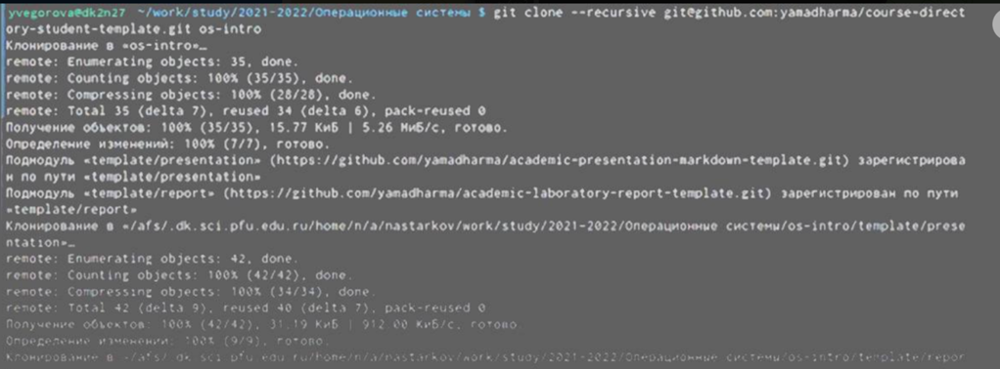 yvegorova@dk2n27 ~/work/study/2021-2022/Операционные системы $ git clone --recursive git@github.com:yamadharma/course-direct
ory-student-template.git os-intro
Клонирование в «os-intro»…
remote: Enumerating objects: 35, done.
remote: Counting objects: 100% (35/35), done.
remote: Compressing objects: 100% (28/28), done.
remote: Total 35 (delta 7), reused 34 (delta 6), pack-reused 0
Получение объектов: 100% (35/35), 15.77 КиБ | 5.26 МиБ/с, готово.
Определение изменений: 100% (7/7), готово.
Подмодуль «template/presentation» (https://github.com/yamadharma/academic-presentation-markdown-template.git) зарегистрирова
н по пути «template/presentation»
Подмодуль «template/report» (https://github.com/yamadharma/academic-laboratory-report-template.git) зарегистрирован по пути
«template/report»
Клонирование в «/afs/.dk.sci.pfu.edu.ru/home/n/a/nastarkov/work/study/2021-2022/Операционные системы/os-intro/template/prese
ntation»…
remote: Enumerating objects: 42, done.
remote: Counting objects: 100% (42/42), done.
remote: Compressing objects: 100% (34/34), done.
remote: Total 42 (delta 9), reused 40 (delta 7), pack-reused 0
Получение объектов: 100% (42/42), 31.19 КиБ | 912.00 КиБ/с, готово.
Определение изменений: 100% (9/9), готово.
Клонирование в «/afs/.dk.sci.pfu.edu.ru/home/n/a/nastarkov/work/study/2021-2022/Операционные системы/os-intro/template/repor